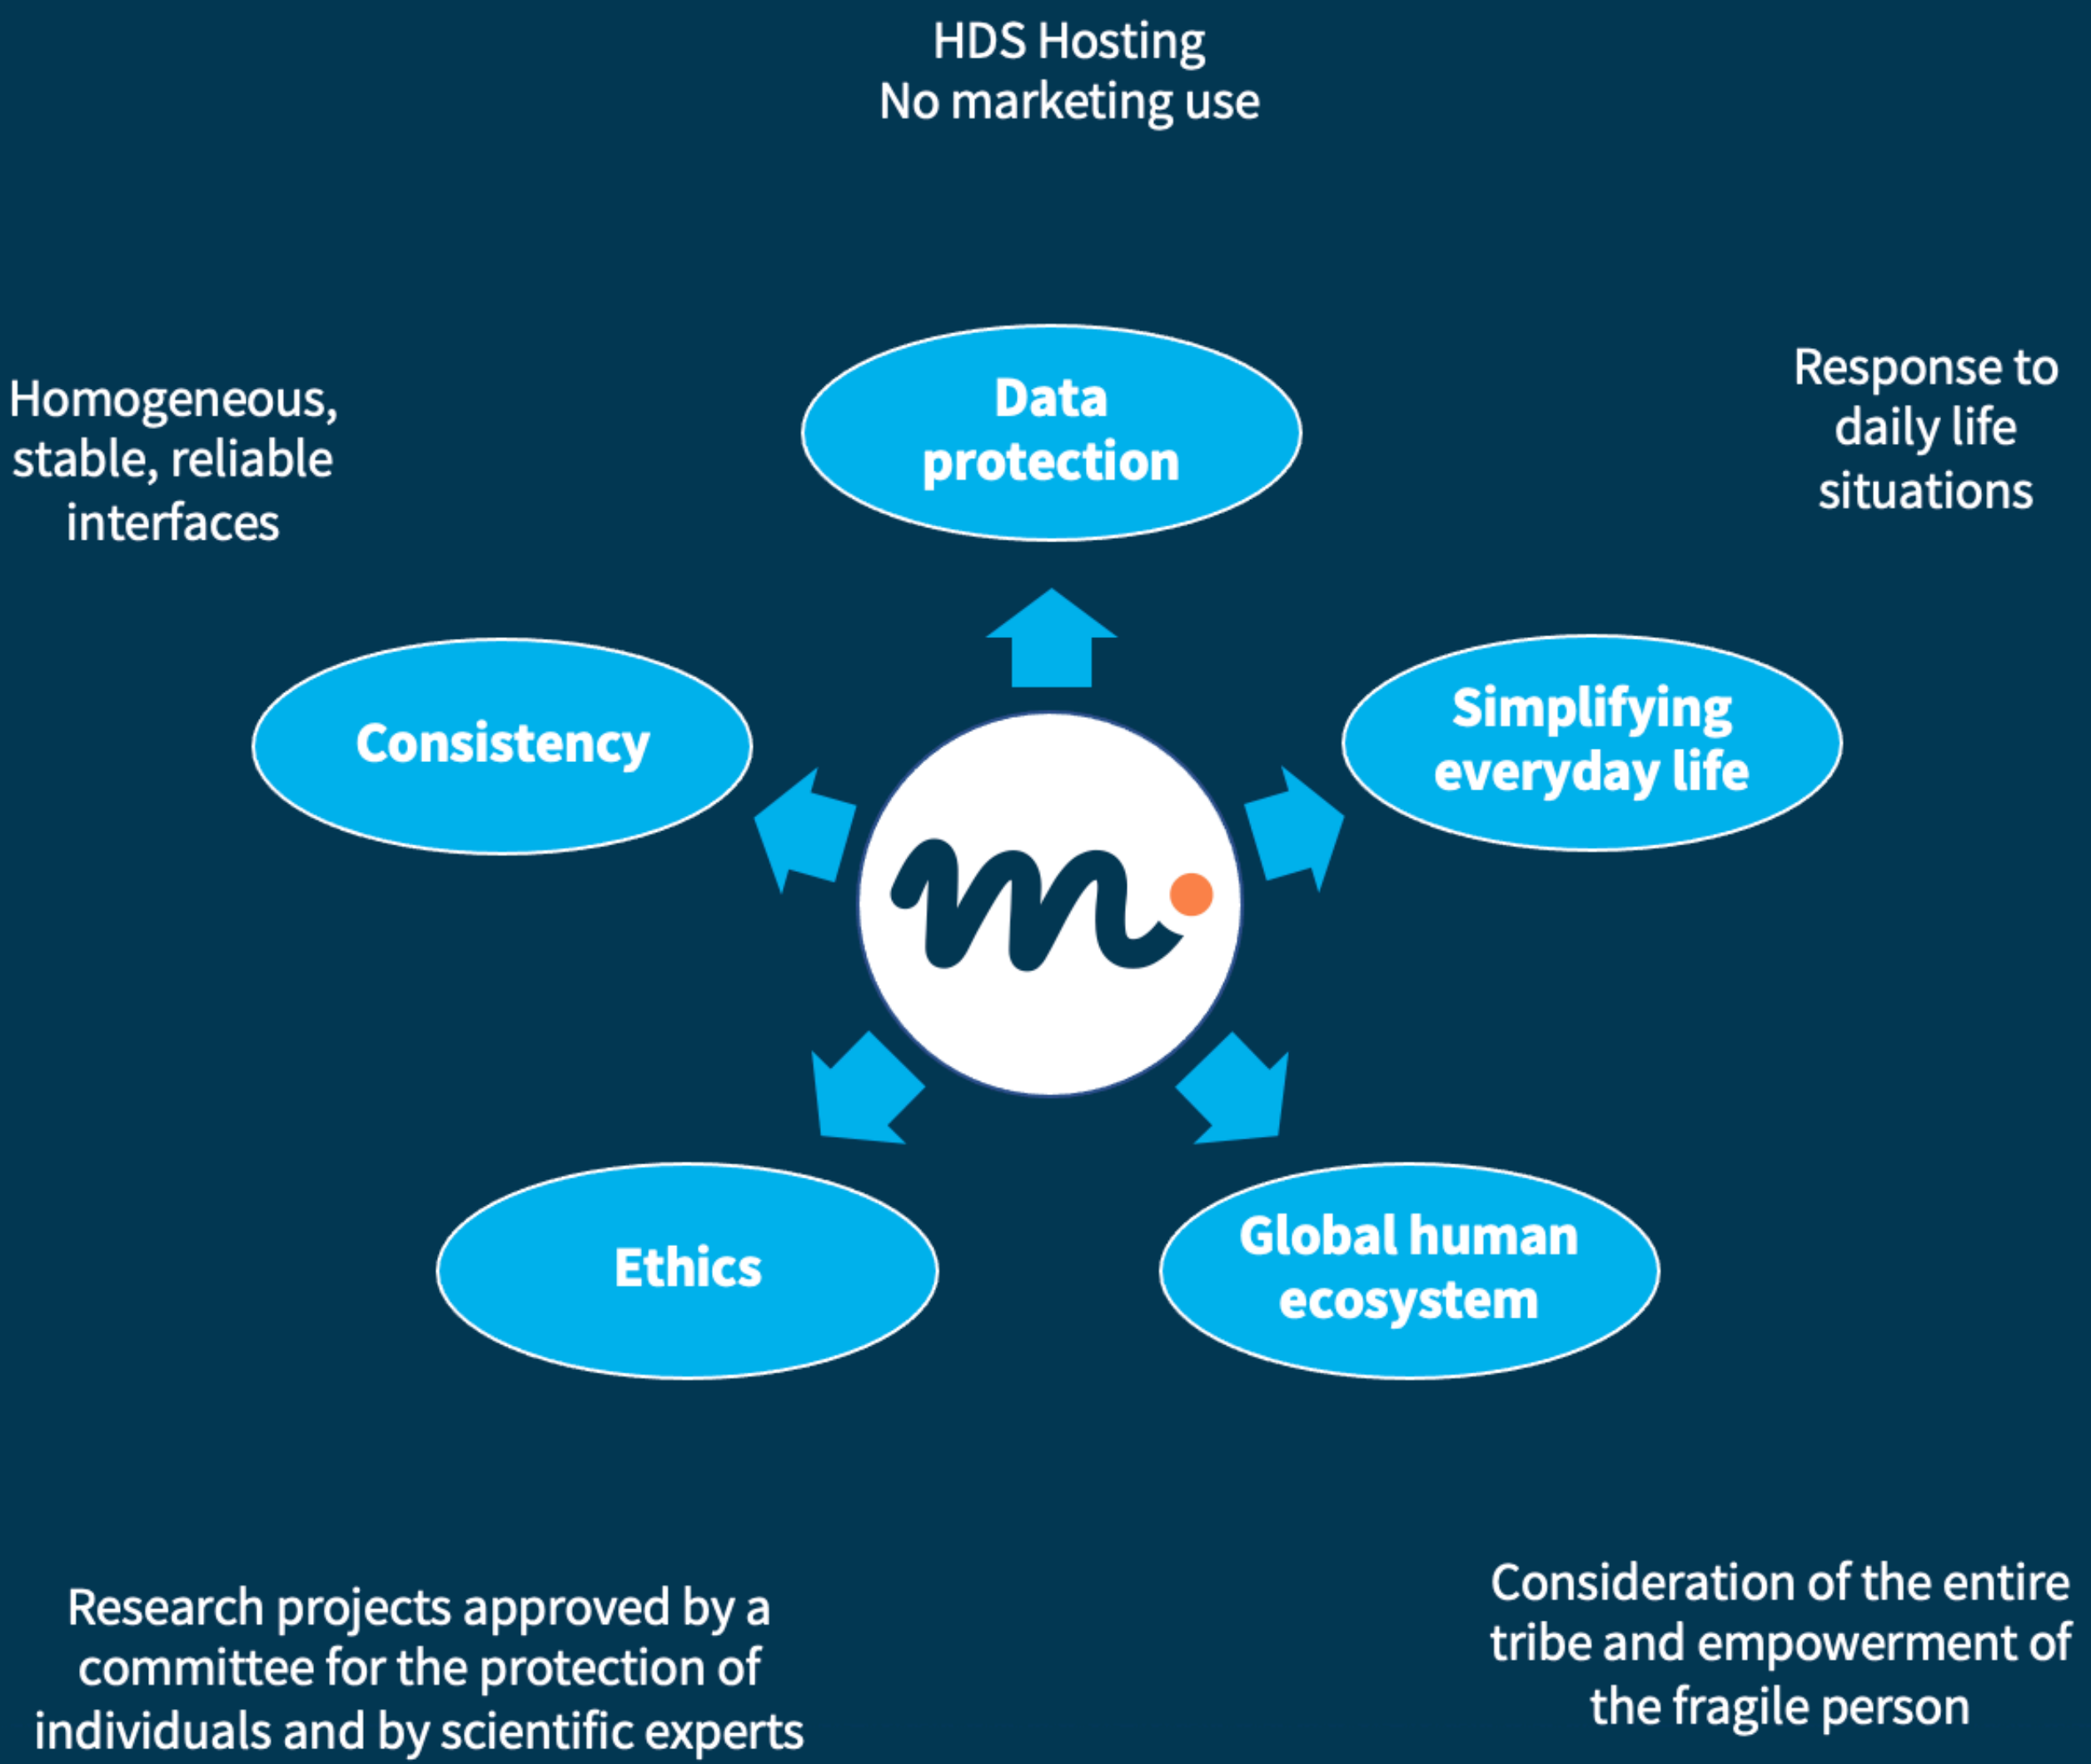 HDS Hosting
No marketing use
Homogeneous,
stable, reliable
interfaces
Data
protection
Response to
daily life
situations
Consistency
Simplifying
everyday life
m
Ethics
Global human
ecosystem
Research projects approved by a
committee for the protection of
individuals and by scientific experts
Consideration of the entire
tribe and empowerment of
the fragile person